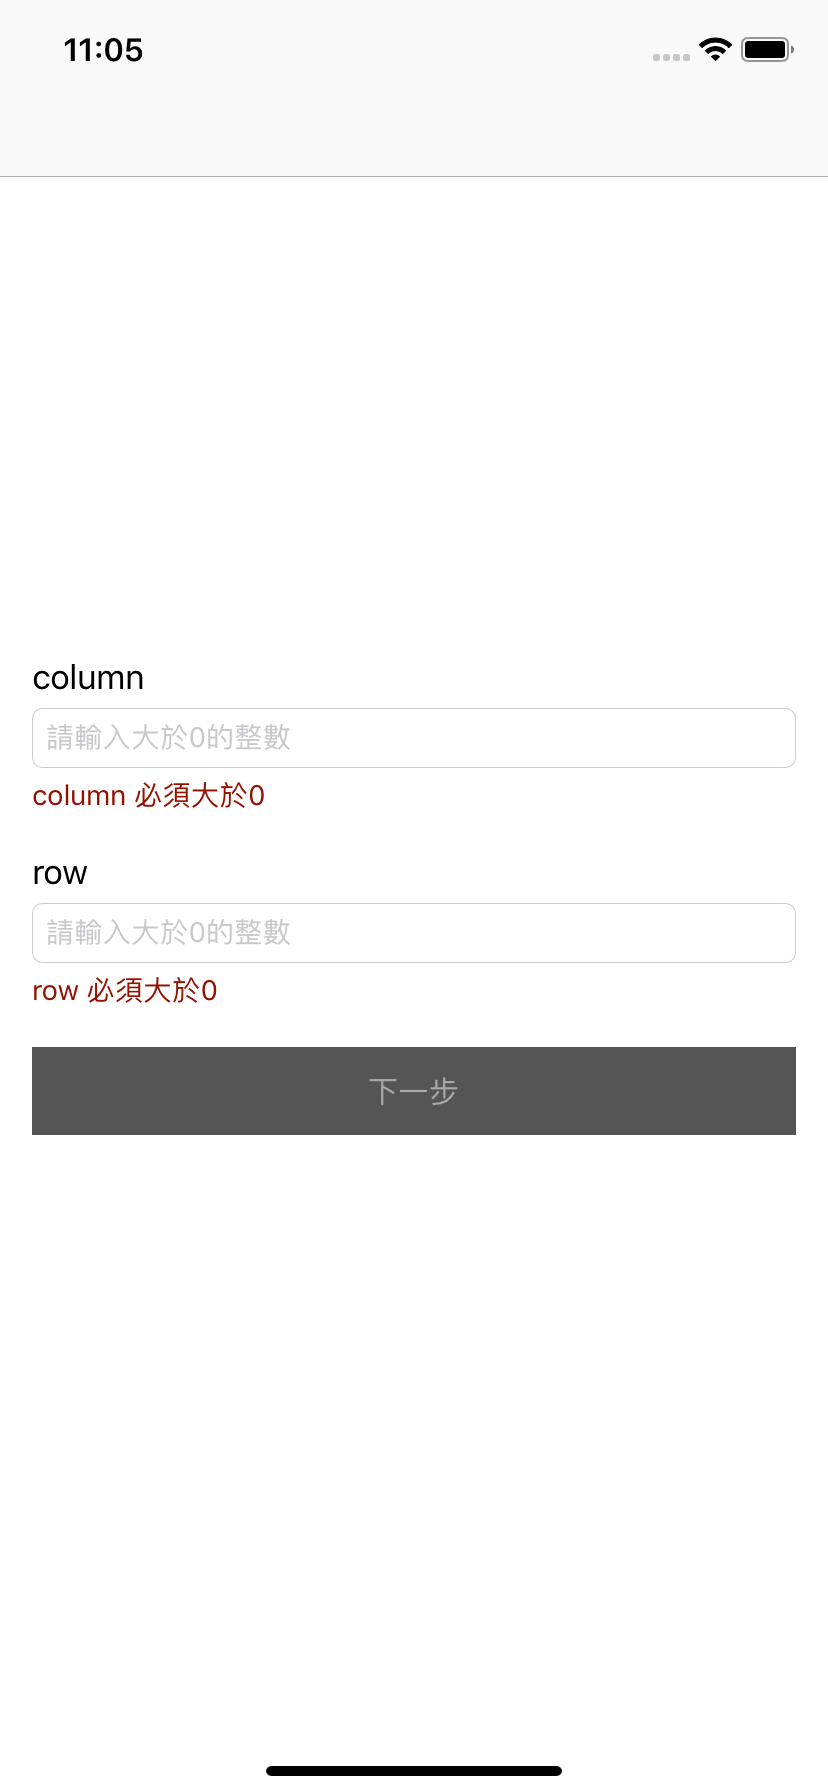 11:05
column
請輸入大於0的整數
column 必須大於0
row
請輸入大於0的整數
row 必須大於0
下一步